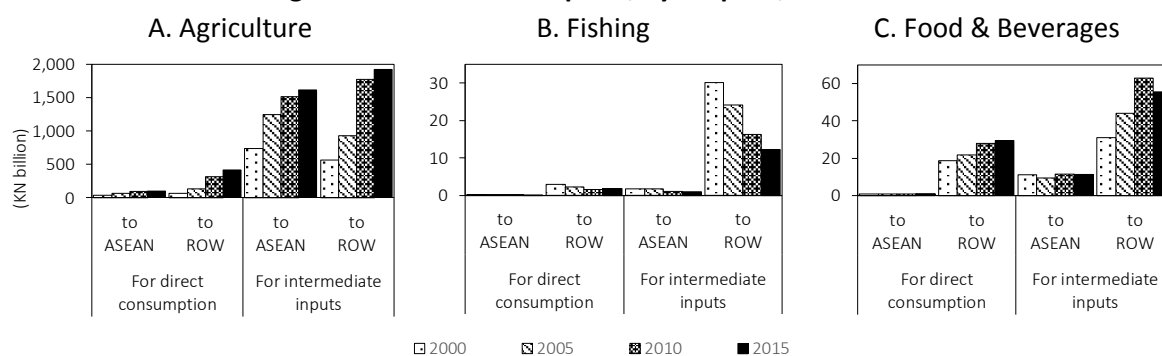 A. Agriculture
B. Fishing
C. Food & Beverages
(KN billion)
2,000
1,500
1,000
500
0
to ASEAN
to ROW
to ASEAN
to ROW
For direct consumption
For intermediate inputs
30
20
10
0
to ASEAN
to ROW
to ASEAN
to ROW
For direct consumption
For intermediate inputs
60
40
20
0
to ASEAN
to ROW
to ASEAN
to ROW
For direct consumption
For intermediate inputs
2000
2005
2010
2015